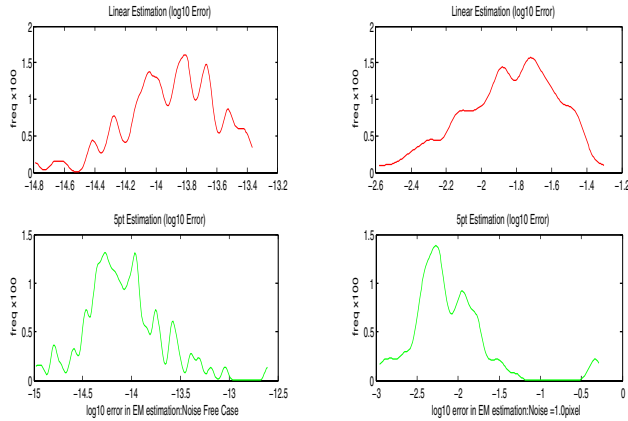 Linear Estimation (log10 Error)
freq x100
2
1.5
1
0.5
0
−14.8 −14.6 −14.4 −14.2 −14 −13.8 −13.6 −13.4 −13.2
Linear Estimation (log10 Error)
freq x100
2
1.5
1
0.5
0
−2.6 −2.4 −2.2 −2 −1.8 −1.6 −1.4 −1.2
5pt Estimation (log10 Error)
freq x100
1.5
1
0.5
0
−15 −14.5 −14 −13.5 −13 −12.5
log10 error in EM estimation:Noise Free Case
5pt Estimation (log10 Error)
freq x100
1.5
1
0.5
0
−3 −2.5 −2 −1.5 −1 −0.5 0
log10 error in EM estimation:Noise =1.0pixel